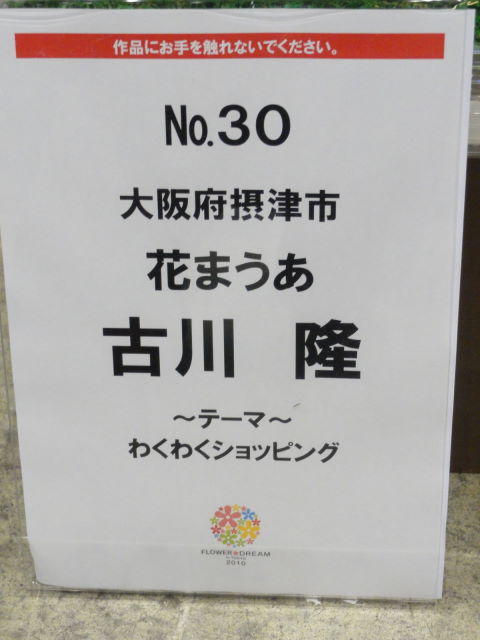 作品にお手を触れないでください。
No.30
大阪府摂津市
花まうあ
古川 隆
～テーマ～
わくわくショッピング
FLOWER DREAM
in TOKYO
2010